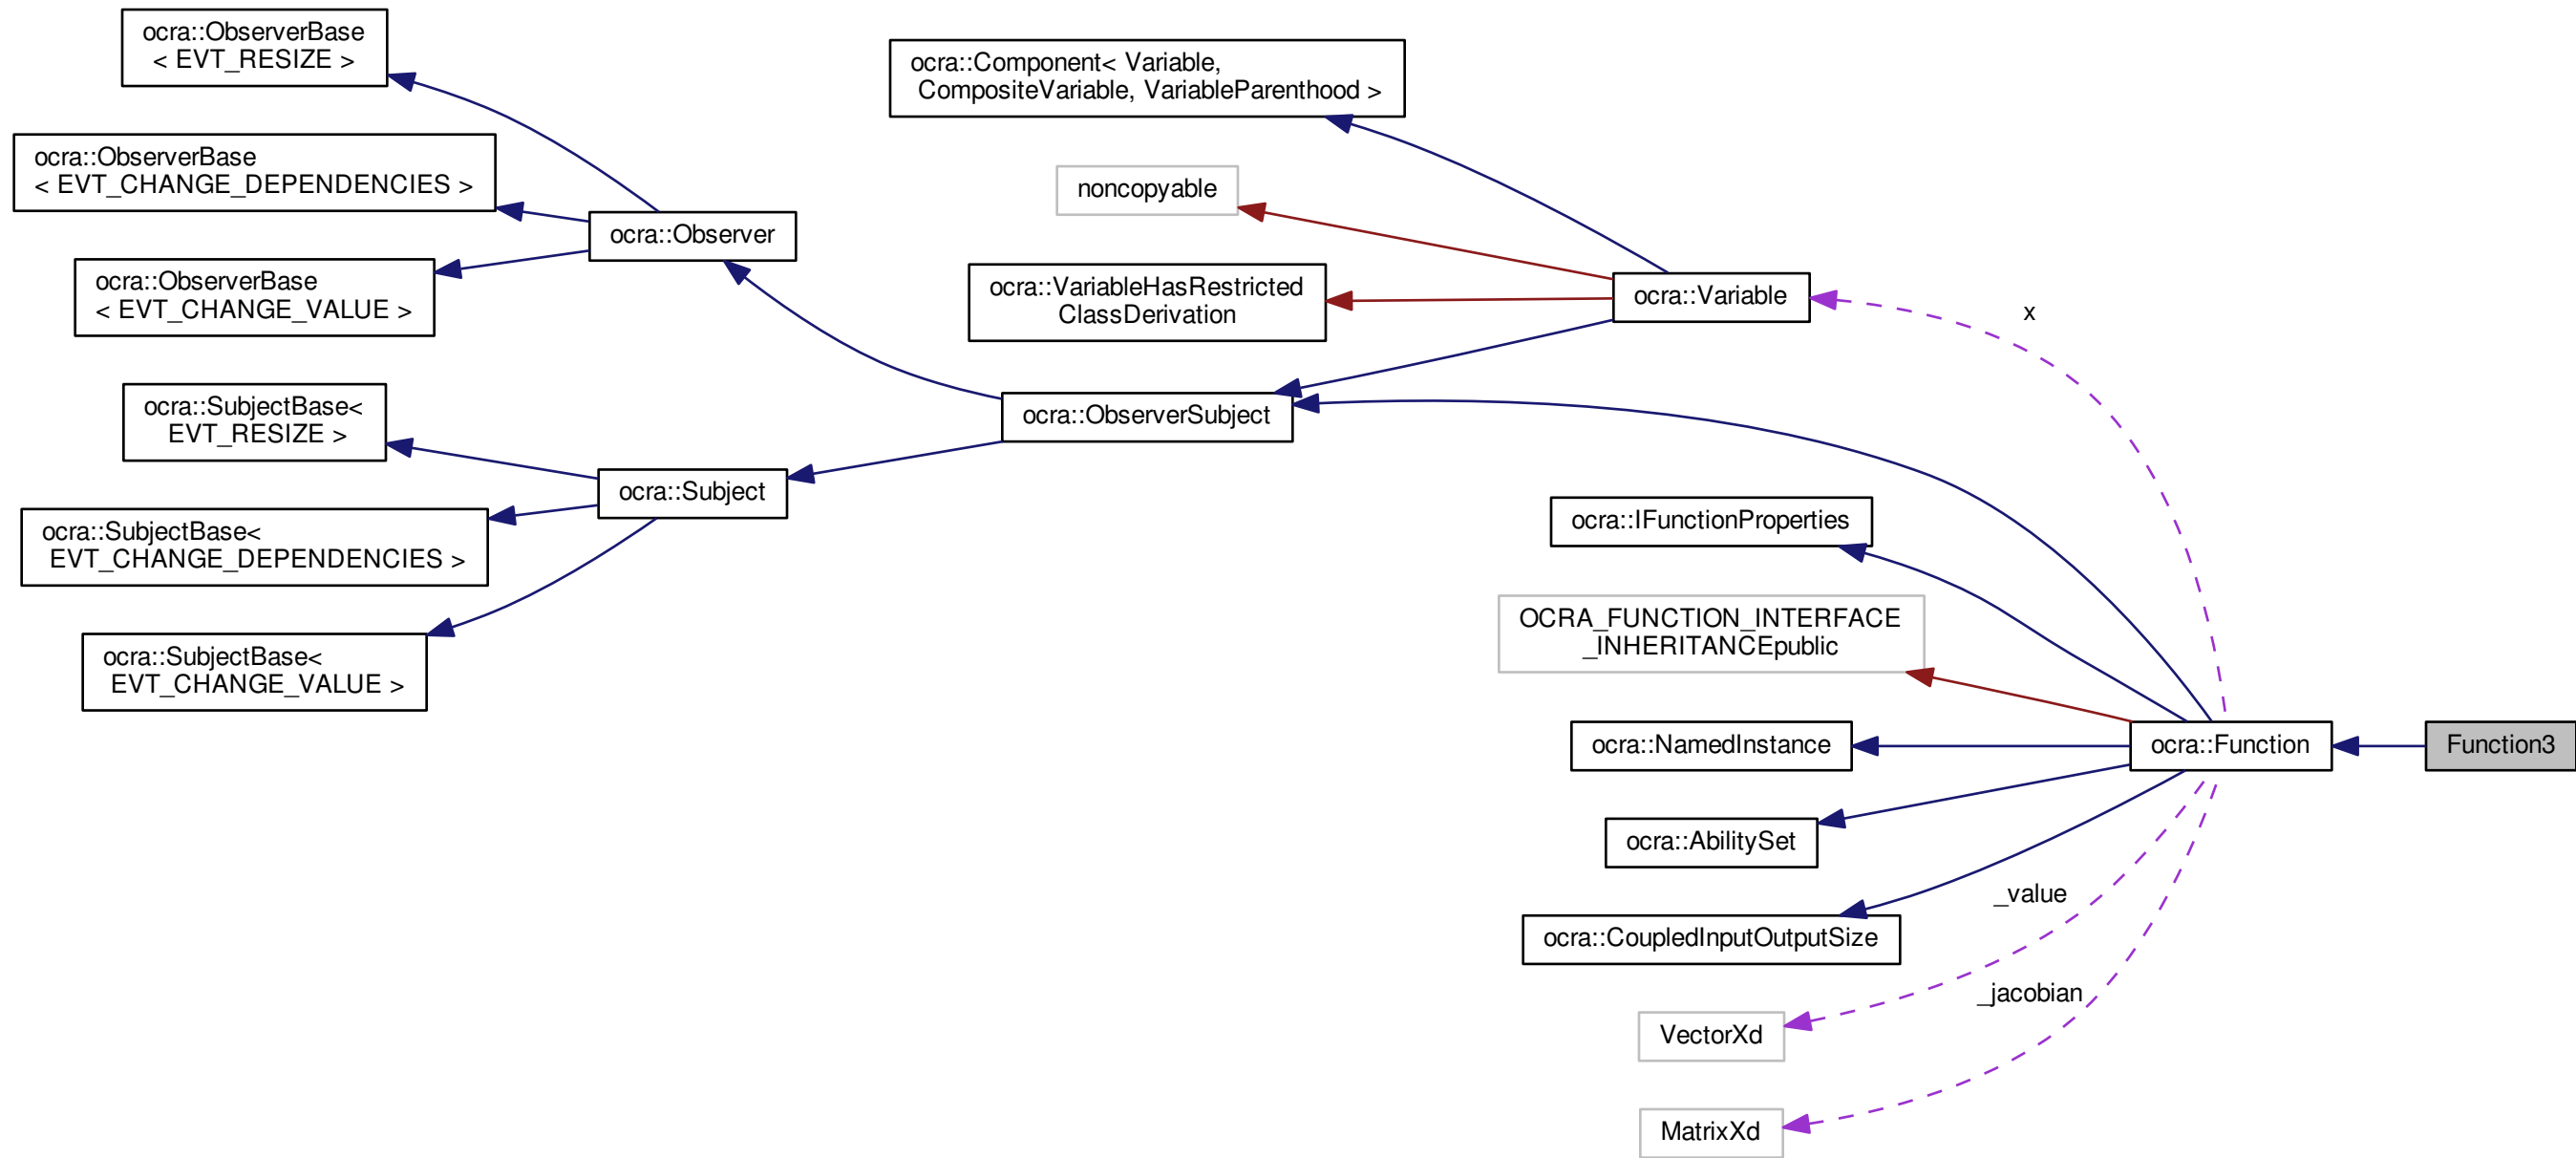 ocra::ObserverBase
< EVT_RESIZE >
ocra::ObserverBase
< EVT_CHANGE_DEPENDENCIES >
ocra::ObserverBase
< EVT_CHANGE_VALUE >
ocra::SubjectBase<
EVT_RESIZE >
ocra::SubjectBase<
EVT_CHANGE_DEPENDENCIES >
ocra::SubjectBase<
EVT_CHANGE_VALUE >
ocra::Observer
ocra::Subject
ocra::Component< Variable,
CompositeVariable, VariableParenthood >
noncopyable
ocra::VariableHasRestricted
ClassDerivation
ocra::ObserverSubject
ocra::Variable
x
ocra::IFunctionProperties
OCRA_FUNCTION_INTERFACE
_INHERITANCEpublic
ocra::NamedInstance
ocra::AbilitySet
ocra::CoupledInputOutputSize
VectorXd
MatrixXd
_value
_jacobian
ocra::Function
Function3